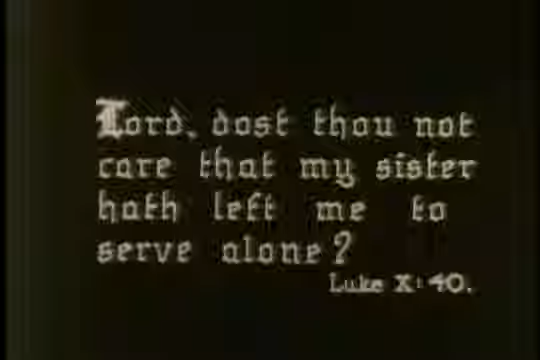 Lord, dost thou not
care that my sister
hath left me to
serve alone?
Luke X:40.